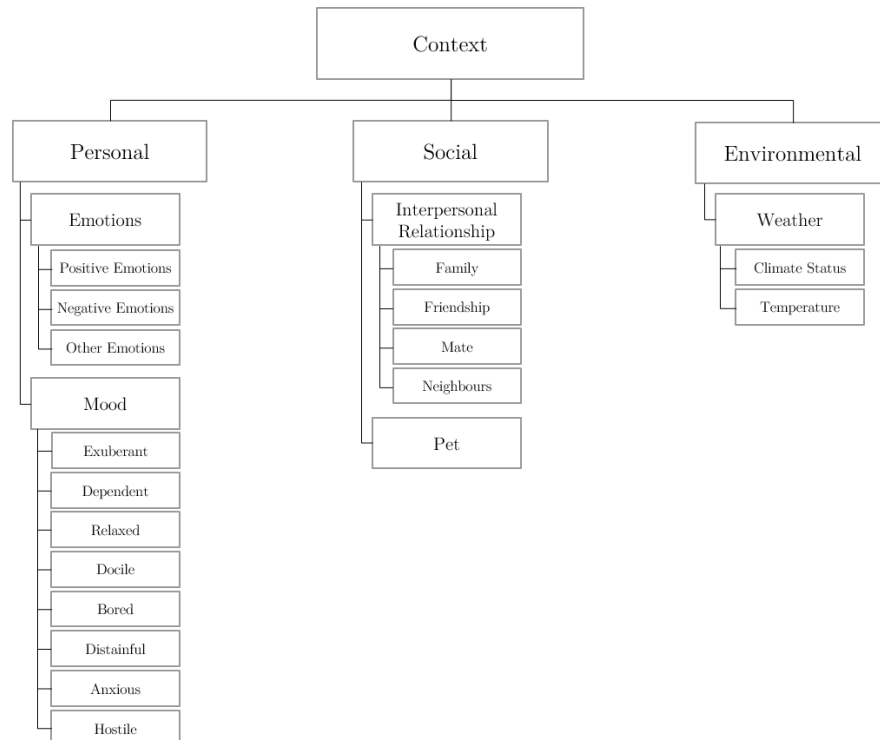 Context
Personal
Social
Environmental
Emotions
Positive Emotions
Negative Emotions
Other Emotions
Mood
Exuberant
Dependent
Relaxed
Docile
Bored
Distainful
Anxious
Hostile
Interpersonal
Relationship
Family
Friendship
Mate
Neighbours
Pet
Weather
Climate Status
Temperature